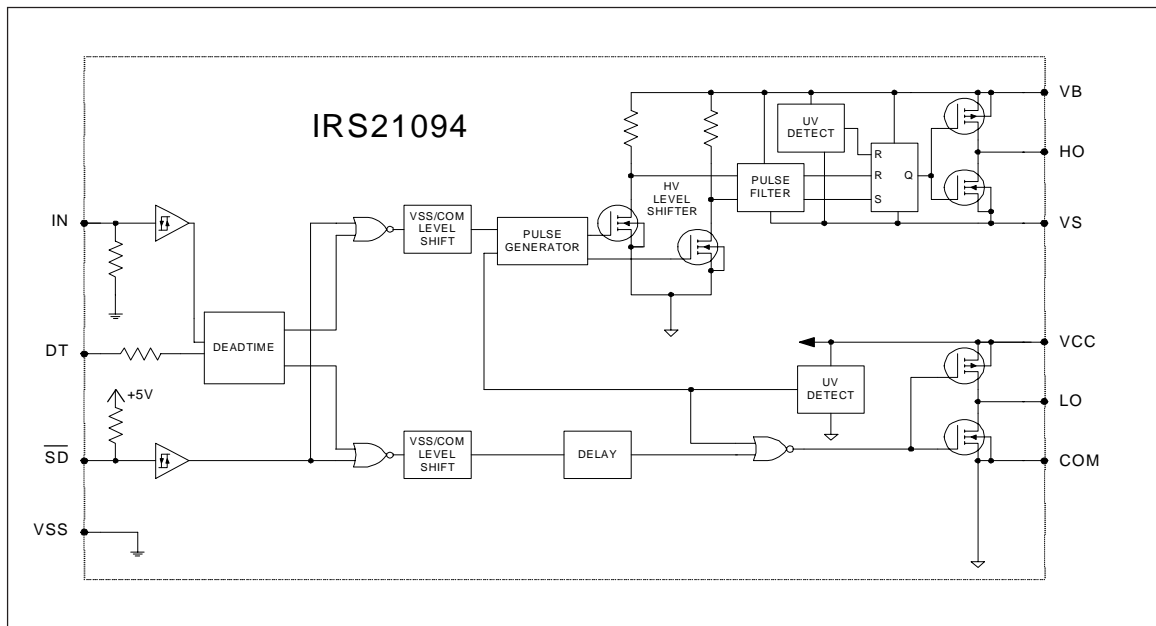 IRS21094
VB
UV
DETECT
HO
R
R
Q
S
PULSE
FILTER
HV
LEVEL
SHIFTER
VS
IN
VSS/COM
LEVEL
SHIFT
PULSE
GENERATOR
DT
DEADTIME
+5V
VCC
UV
DETECT
LO
SD
VSS/COM
LEVEL
SHIFT
DELAY
COM
VSS